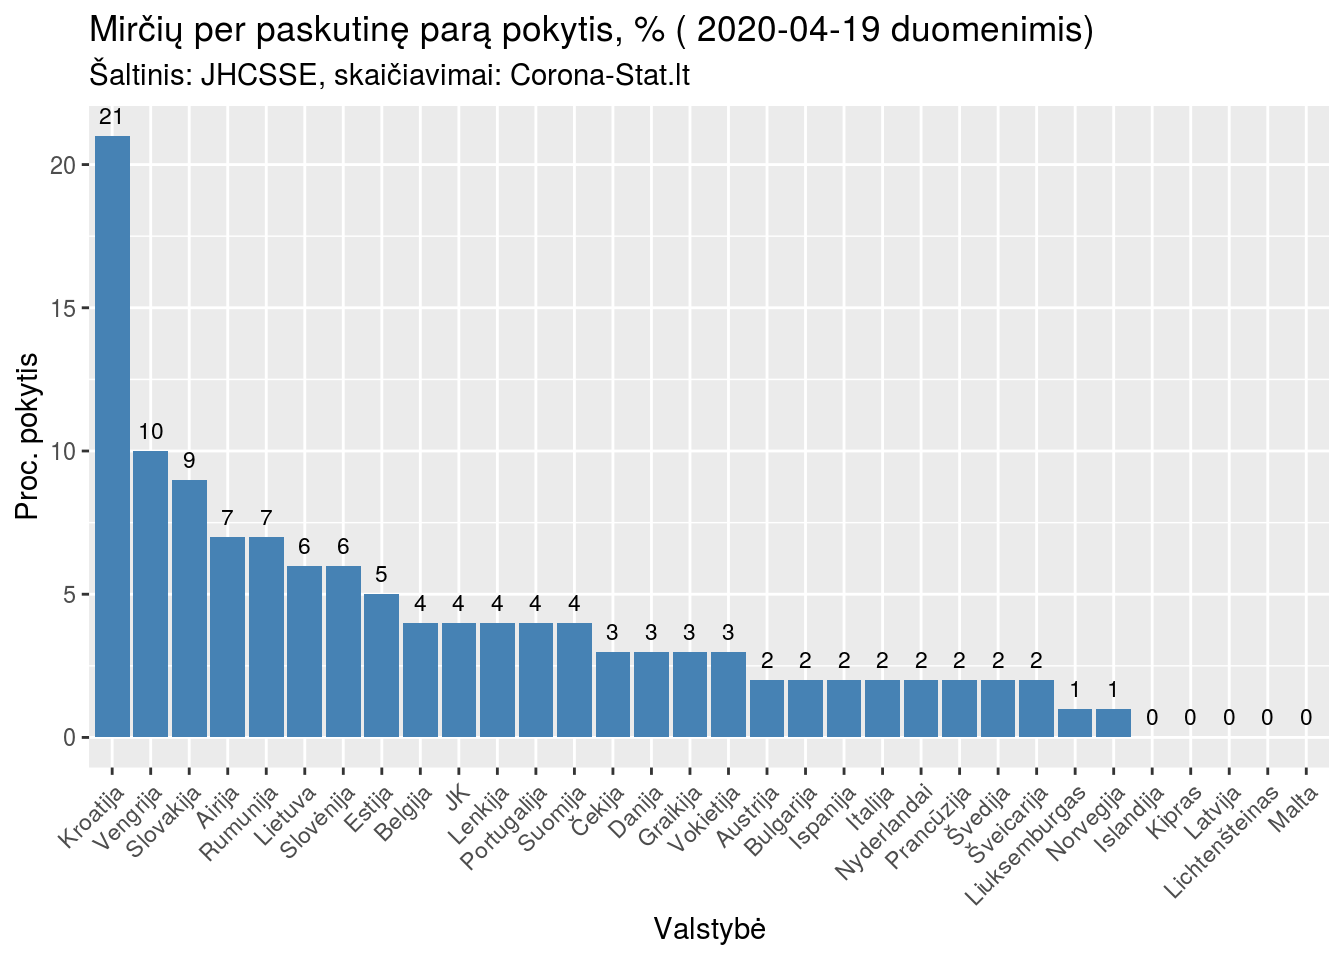 Mirčių per paskutinę parą pokytis, % ( 2020-04-19 duomenimis)
Šaltinis: JHCSSE, skaičiavimai: Corona-Stat.lt
Proc. pokytis
20
15
10
5
0
21
10
9
7
7
6
6
5
4
4
4
4
4
3
3
3
3
2
2
2
2
2
2
2
2
1
1
0
0
0
0
0
Kroatija
Vengrija
Slovakija
Airija
Rumunija
Lietuva
Slovėnija
Estija
Belgija
JK
Lenkija
Portugalija
Suomija
Čekija
Danija
Graikija
Vokietija
Austrija
Bulgarija
Ispanija
Italija
Nyderlandai
Prancūzija
Švedija
Šveicarija
Liuksemburgas
Norvegija
Islandija
Kipras
Latvija
Lichtenšteinas
Malta
Valstybė